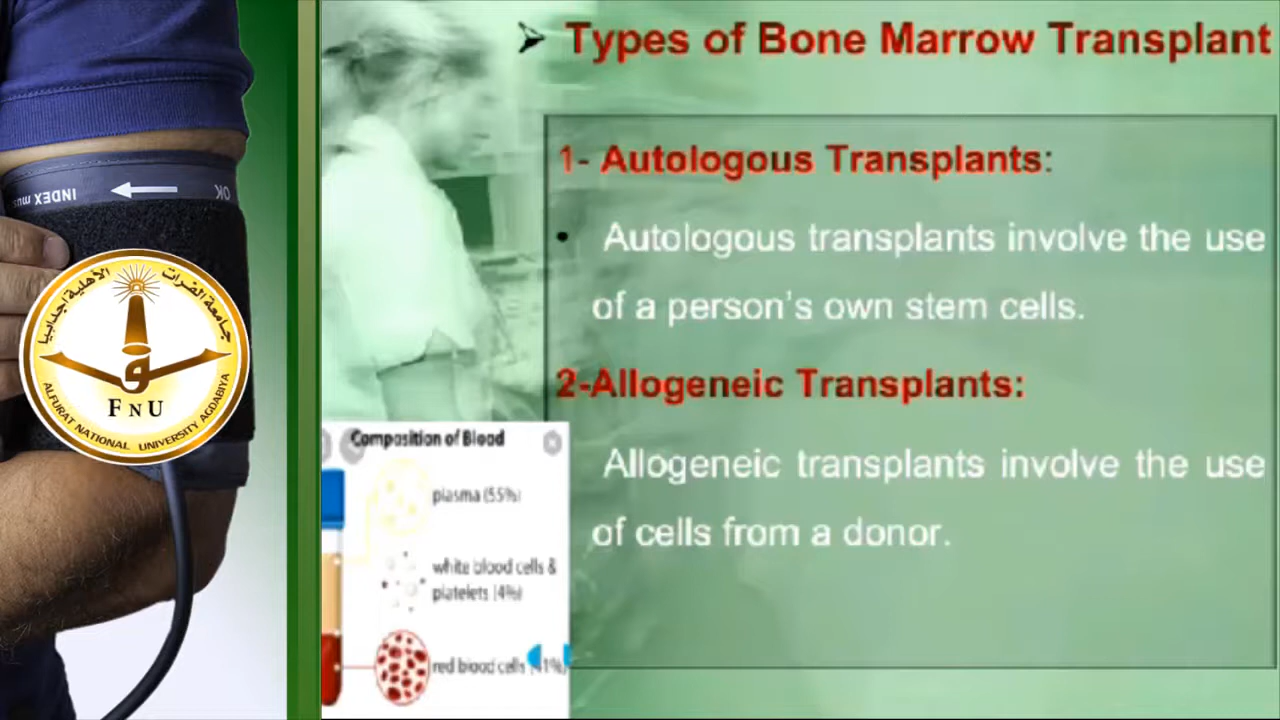 ➢ Types of Bone Marrow Transplant
1- Autologous Transplants:
• Autologous transplants involve the use
of a person's own stem cells.
2-Allogeneic Transplants:
Allogeneic transplants involve the use
of cells from a donor.
Composition of Blood
plasma (55%)
white blood cells &
platelets (4%)
red blood cells (41%)
INDEX mus
OK
جامعة الفرات الأهلية اجدابيا
FNU
ALFURAT NATIONAL UNIVERSITY AGDABIYA